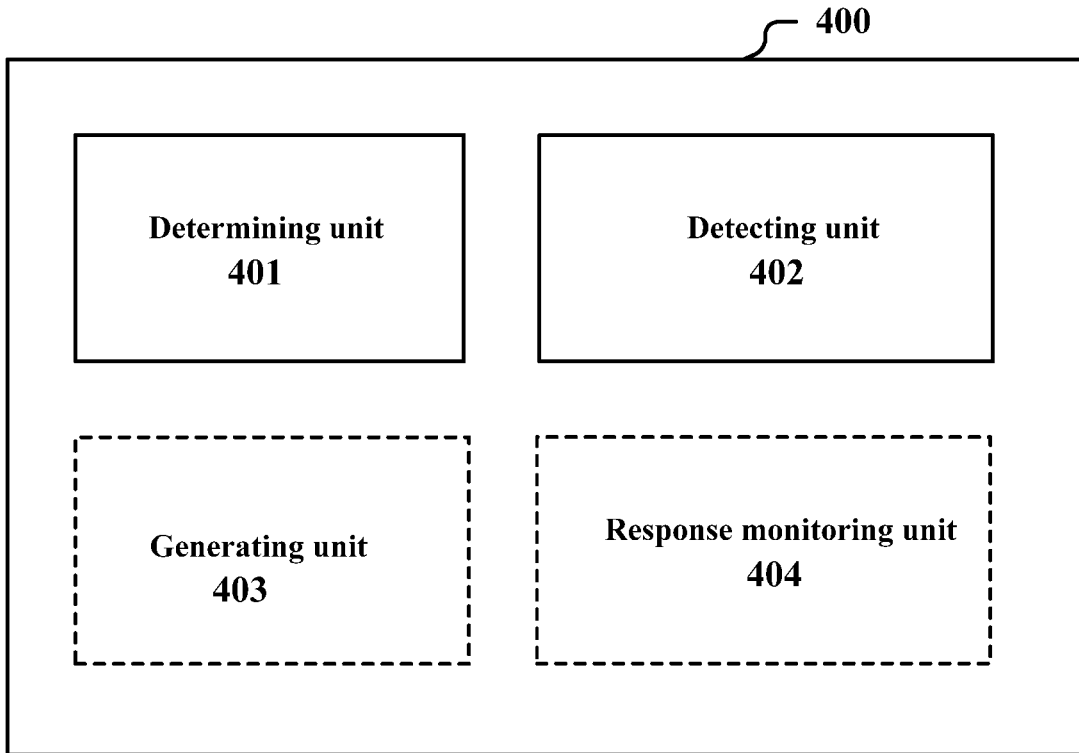 400
Determining unit
401
Detecting unit
402
Generating unit
403
Response monitoring unit
404